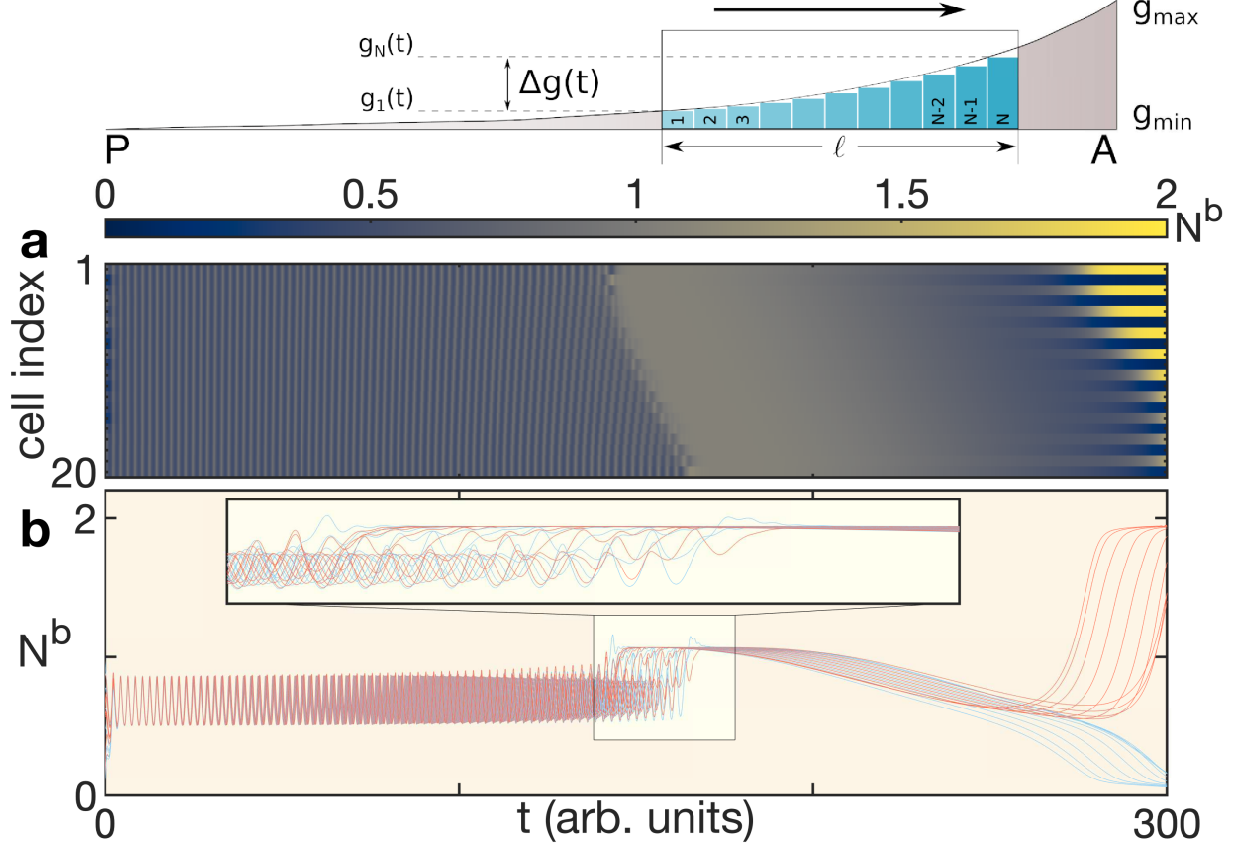 g_max
g_N(t)
Δg(t)
g_1(t)
1 2 3 N-2 N-1 N
g_min
P ℓ A
0 0.5 1 1.5 2
N^b
a
1
cell index
20
b
2
N^b
0
0 t (arb. units) 300